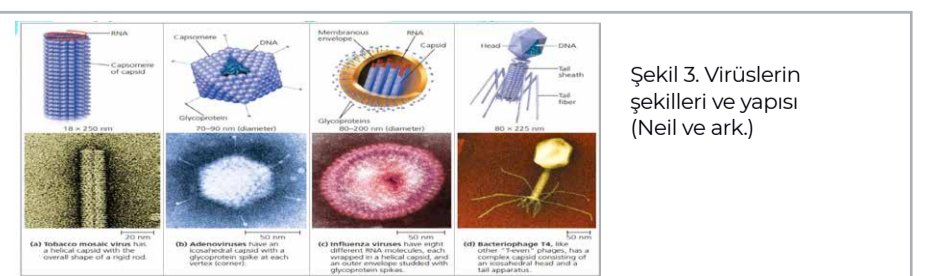 RNA
Capsomere
of capsid
18 × 250 nm
20 nm
(a) Tobacco mosaic virus has
a helical capsid with the
overall shape of a rigid rod.
Capsomere
DNA
Glycoprotein
70–90 nm (diameter)
50 nm
(b) Adenoviruses have an
icosahedral capsid with a
glycoprotein spike at each
vertex (corner).
Membranous
envelope
RNA
Capsid
Glycoproteins
80–200 nm (diameter)
50 nm
(c) Influenza viruses have eight
different RNA molecules, each
wrapped in a helical capsid, and
an outer envelope studded with
glycoprotein spikes.
Head
DNA
Tail
sheath
Tail
fiber
80 × 225 nm
50 nm
(d) Bacteriophage T4, like
other "T-even" phages, has a
complex capsid consisting of
an icosahedral head and a
tail apparatus.
Şekil 3. Virüslerin
şekilleri ve yapısı
(Neil ve ark.)